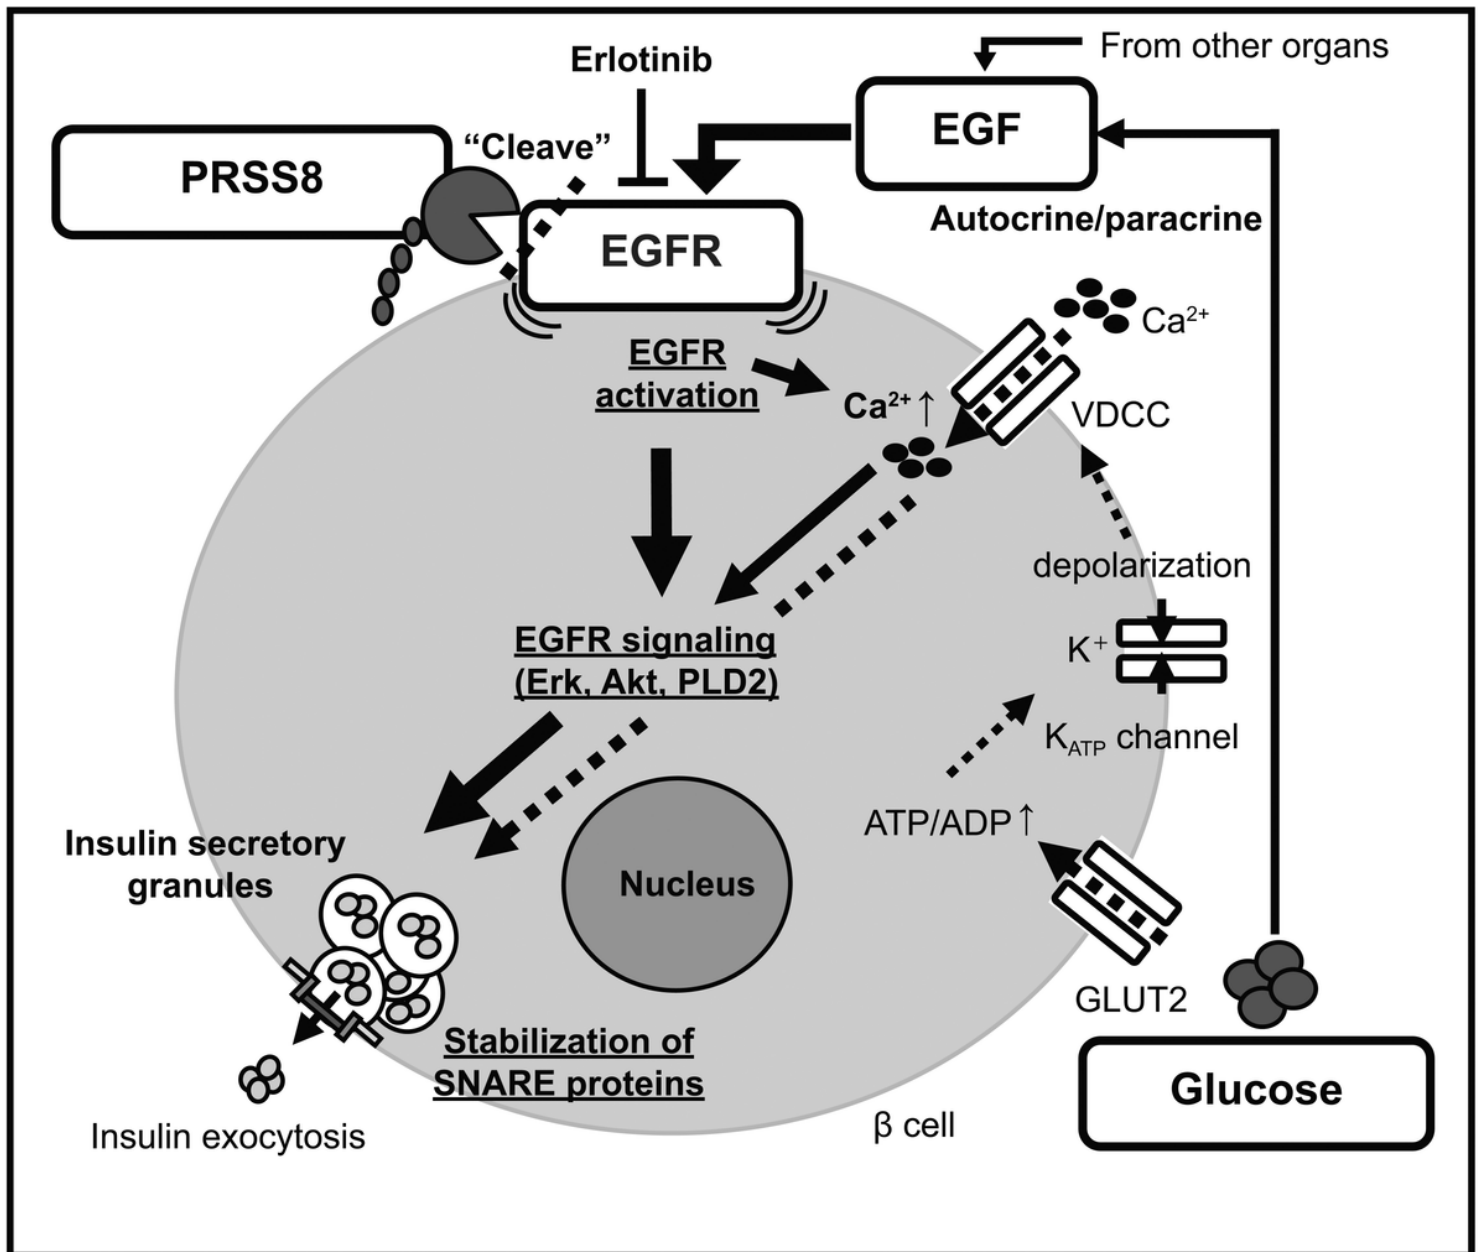 From other organs
Erlotinib
EGF
“Cleave”
PRSS8
Autocrine/paracrine
EGFR
Ca²⁺
EGFR
activation
Ca²⁺↑
VDCC
depolarization
EGFR signaling
(Erk, Akt, PLD2)
K⁺
K_ATP channel
ATP/ADP↑
Insulin secretory
granules
Nucleus
GLUT2
Stabilization of
SNARE proteins
Glucose
β cell
Insulin exocytosis